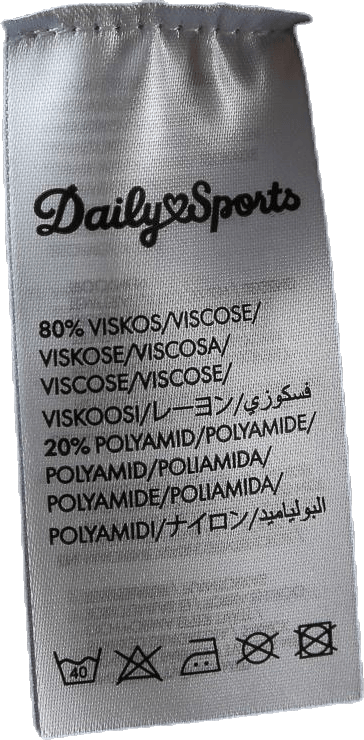 Daily Sports
80% VISKOS/VISCOSE/
VISKOSE/VISCOSA/
VISCOSE/VISCOSE/
VISKOOSI/レーヨン/فسكوزي/
20% POLYAMID/POLYAMIDE/
POLYAMID/POLIAMIDA/
POLYAMIDE/POLIAMIDA/
POLYAMIDI/ナイロン/البولياميد
40